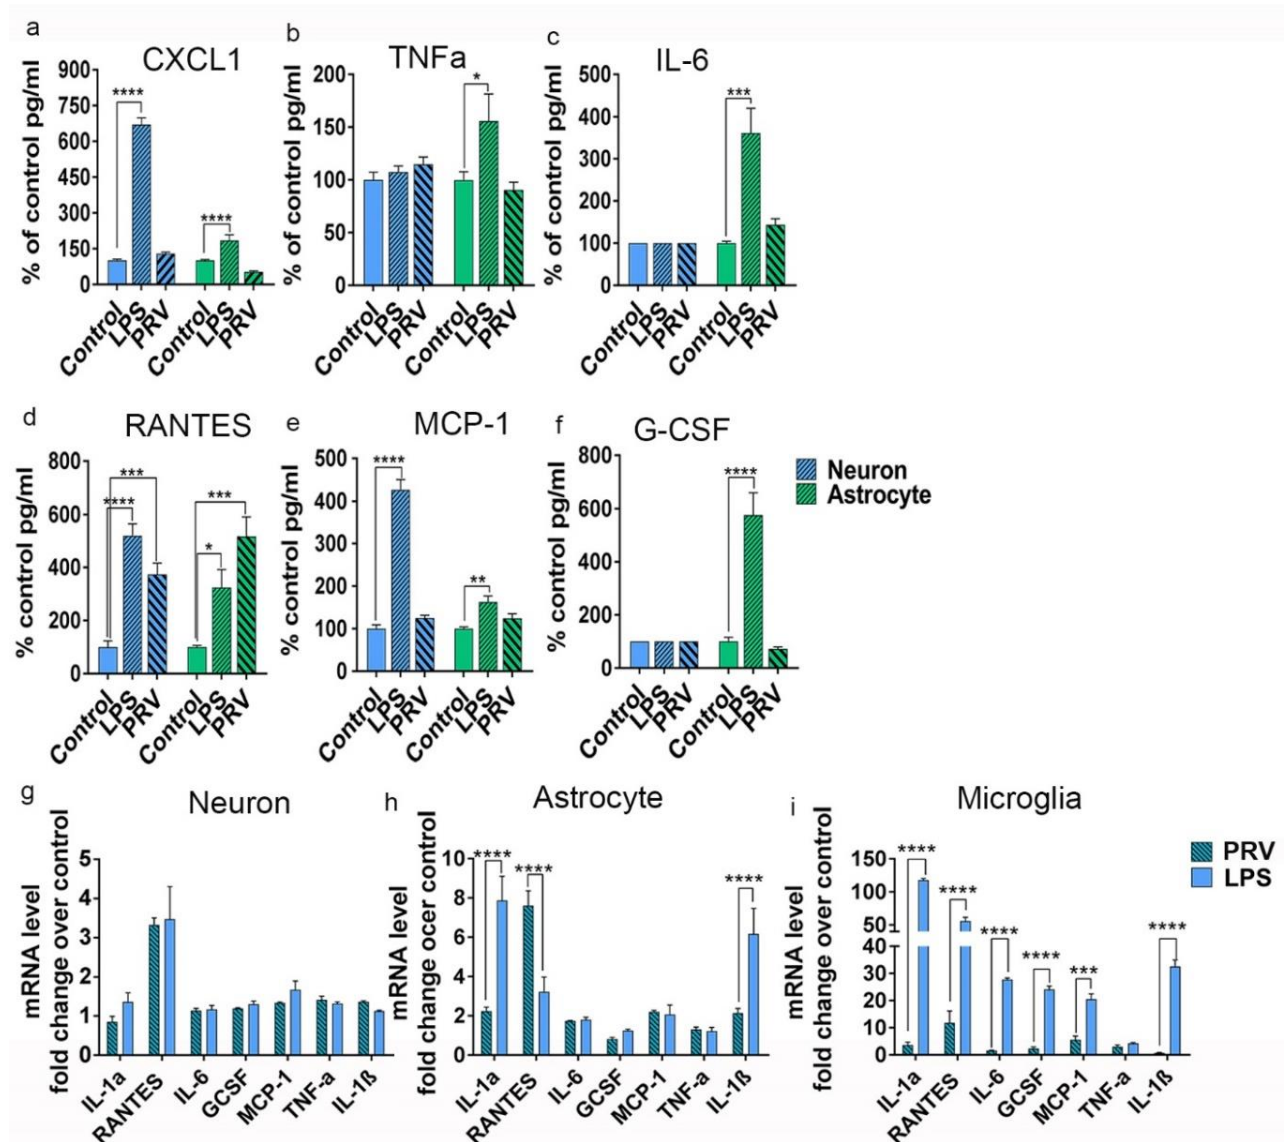 a
CXCL1
% of control pg/ml
900
750
600
450
300
150
0
****
****
Control
LPS
PRV
Control
LPS
PRV
b
TNFa
% of control pg/ml
200
150
100
50
0
*
Control
LPS
PRV
Control
LPS
PRV
c
IL-6
% of control pg/ml
500
400
300
200
100
0
***
Control
LPS
PRV
Control
LPS
PRV
d
RANTES
% control pg/ml
800
600
400
200
0
***
****
***
*
Control
LPS
PRV
Control
LPS
PRV
e
MCP-1
% control pg/ml
500
400
300
200
100
0
****
**
Control
LPS
PRV
Control
LPS
PRV
f
G-CSF
% control pg/ml
800
600
400
200
0
****
Control
LPS
PRV
Control
LPS
PRV
Neuron
Astrocyte
g
Neuron
mRNA level
fold change over control
5
4
3
2
1
0
IL-1a
RANTES
IL-6
GCSF
MCP-1
TNF-a
IL-1ß
h
Astrocyte
mRNA level
fold change ocer control
10
8
6
4
2
0
****
****
****
IL-1a
RANTES
IL-6
GCSF
MCP-1
TNF-a
IL-1ß
i
Microglia
mRNA level
fold change over control
150
100
50
40
30
20
10
0
****
****
****
****
***
****
IL-1a
RANTES
IL-6
GCSF
MCP-1
TNF-a
IL-1ß
PRV
LPS